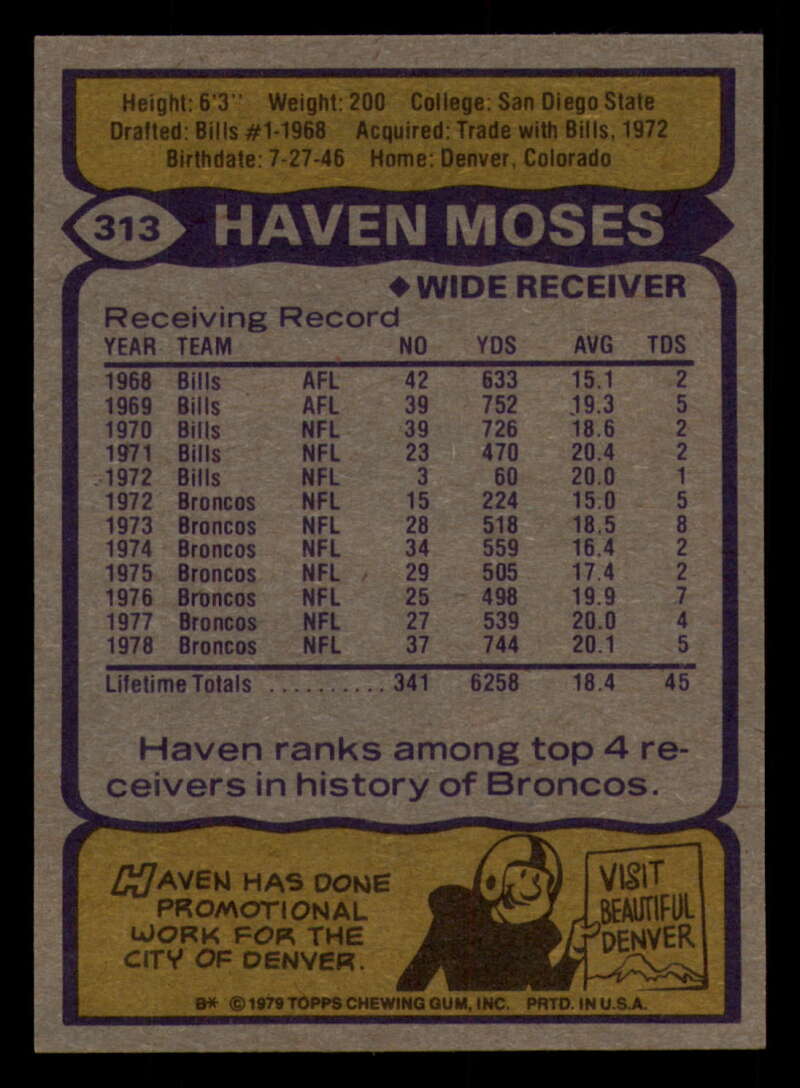 Height: 6'3" Weight: 200 College: San Diego State
Drafted: Bills #1-1968 Acquired: Trade with Bills, 1972
Birthdate: 7-27-46 Home: Denver, Colorado
313 HAVEN MOSES
◆ WIDE RECEIVER
Receiving Record
YEAR TEAM NO YDS AVG TDS
1968 Bills AFL 42 633 15.1 2
1969 Bills AFL 39 752 19.3 5
1970 Bills NFL 39 726 18.6 2
1971 Bills NFL 23 470 20.4 2
1972 Bills NFL 3 60 20.0 1
1972 Broncos NFL 15 224 15.0 5
1973 Broncos NFL 28 518 18.5 8
1974 Broncos NFL 34 559 16.4 2
1975 Broncos NFL 29 505 17.4 2
1976 Broncos NFL 25 498 19.9 7
1977 Broncos NFL 27 539 20.0 4
1978 Broncos NFL 37 744 20.1 5
Lifetime Totals .......... 341 6258 18.4 45
Haven ranks among top 4 re-
ceivers in history of Broncos.
HAVEN HAS DONE
PROMOTIONAL
WORK FOR THE
CITY OF DENVER.
VISIT
BEAUTIFUL
DENVER
B* © 1979 TOPPS CHEWING GUM, INC. PRTD. IN U.S.A.